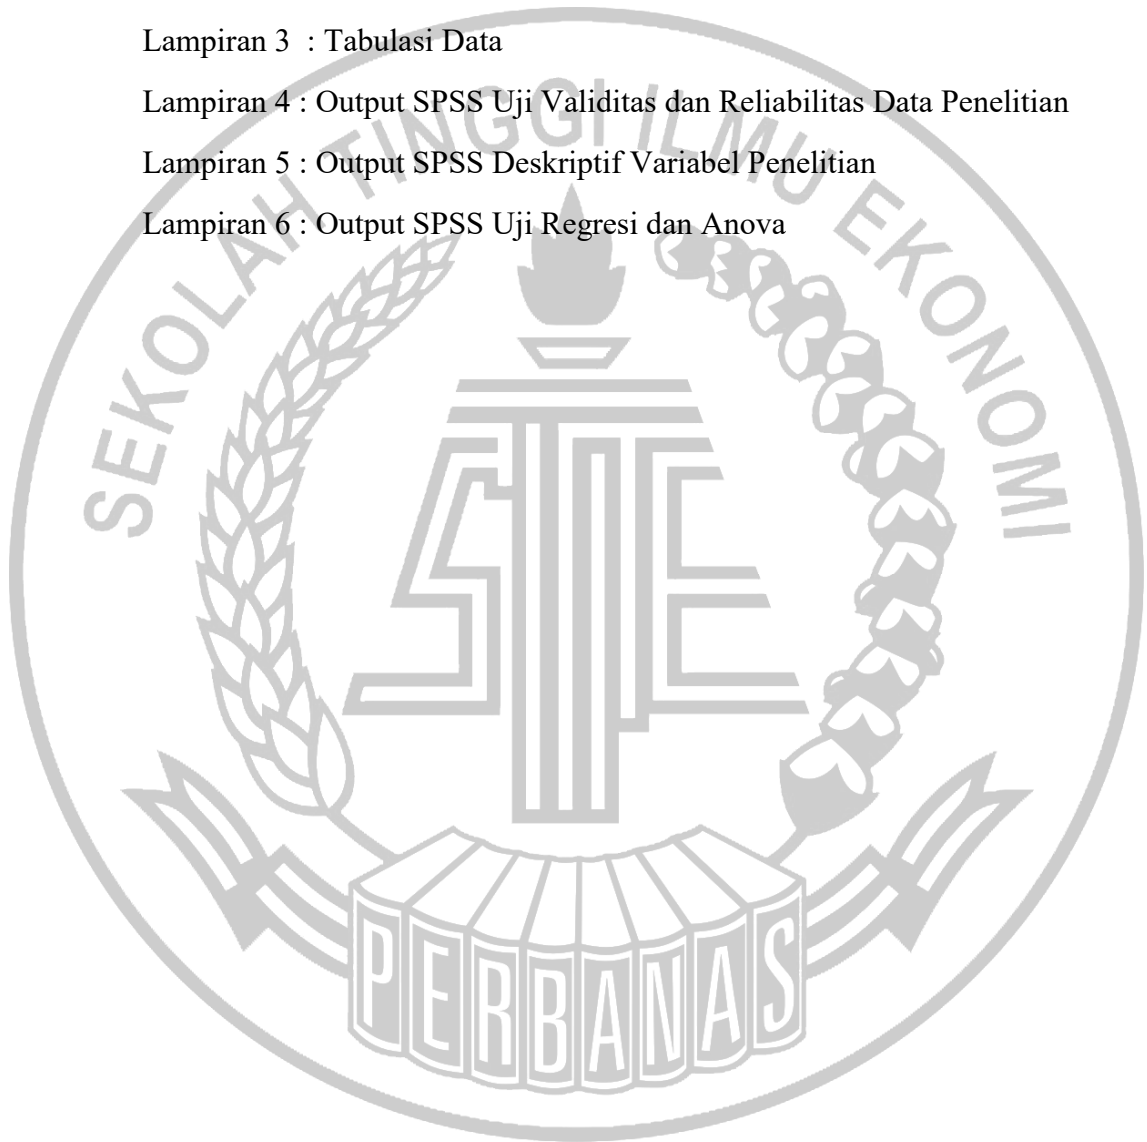 Lampiran 3 : Tabulasi Data
Lampiran 4 : Output SPSS Uji Validitas dan Reliabilitas Data Penelitian
Lampiran 5 : Output SPSS Deskriptif Variabel Penelitian
Lampiran 6 : Output SPSS Uji Regresi dan Anova
SEKOLAH TINGGI ILMU EKONOMI
STIE
PERBANAS